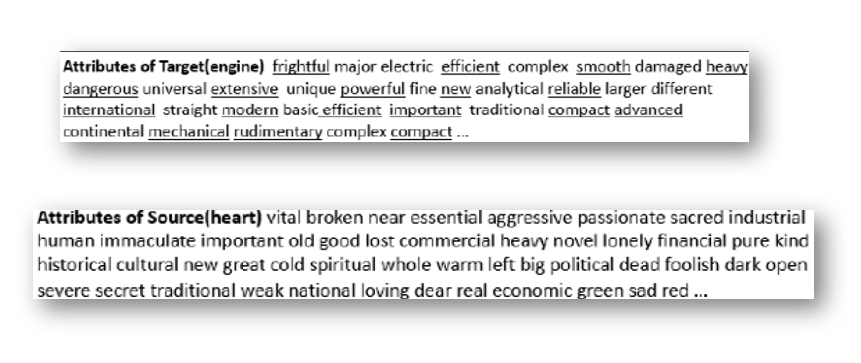 Attributes of Target(engine) frightful major electric efficient complex smooth damaged heavy
dangerous universal extensive unique powerful fine new analytical reliable larger different
international straight modern basic efficient important traditional compact advanced
continental mechanical rudimentary complex compact ...
Attributes of Source(heart) vital broken near essential aggressive passionate sacred industrial
human immaculate important old good lost commercial heavy novel lonely financial pure kind
historical cultural new great cold spiritual whole warm left big political dead foolish dark open
severe secret traditional weak national loving dear real economic green sad red ...